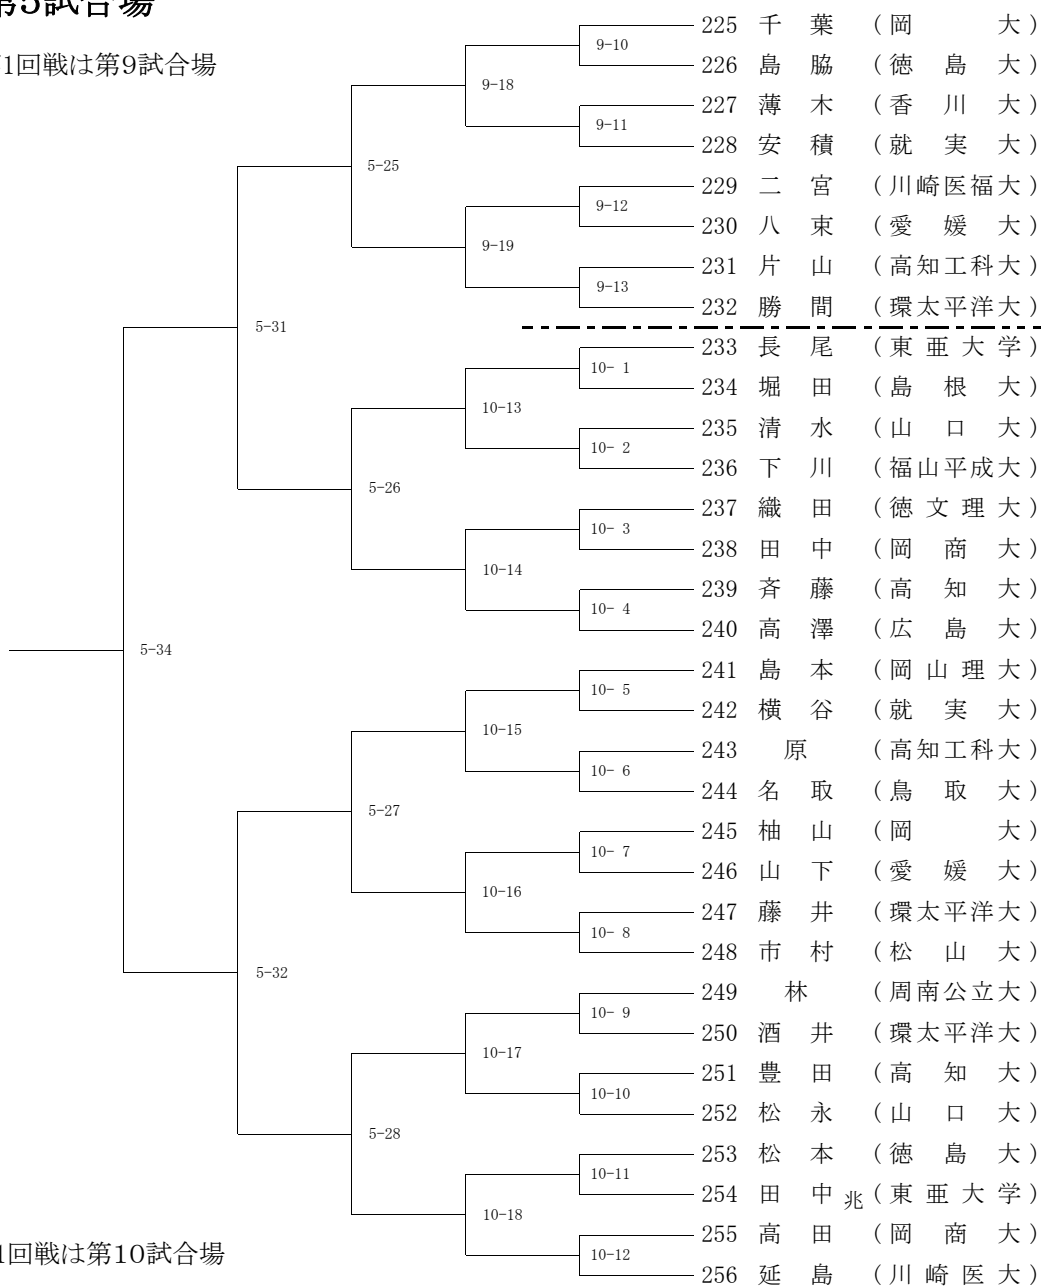 第5試合場
1回戦は第9試合場
225 千葉 (岡大)
9-10
226 島脇 (徳島大)
9-18
227 薄木 (香川大)
9-11
228 安積 (就実大)
5-25
229 二宮 (川崎医福大)
9-12
230 八束 (愛媛大)
9-19
231 片山 (高知工科大)
9-13
232 勝間 (環太平洋大)
5-31
233 長尾 (東亜大学)
10- 1
234 堀田 (島根大)
10-13
235 清水 (山口大)
10- 2
236 下川 (福山平成大)
5-26
237 織田 (徳文理大)
10- 3
238 田中 (岡商大)
10-14
239 斉藤 (高知大)
10- 4
240 高澤 (広島大)
5-34
241 島本 (岡山理大)
10- 5
242 横谷 (就実大)
10-15
243 原 (高知工科大)
10- 6
244 名取 (鳥取大)
5-27
245 柚山 (岡大)
10- 7
246 山下 (愛媛大)
10-16
247 藤井 (環太平洋大)
10- 8
248 市村 (松山大)
5-32
249 林 (周南公立大)
10- 9
250 酒井 (環太平洋大)
10-17
251 豊田 (高知大)
10-10
252 松永 (山口大)
5-28
253 松本 (徳島大)
10-11
254 田中兆 (東亜大学)
10-18
255 高田 (岡商大)
10-12
256 延島 (川崎医大)
1回戦は第10試合場